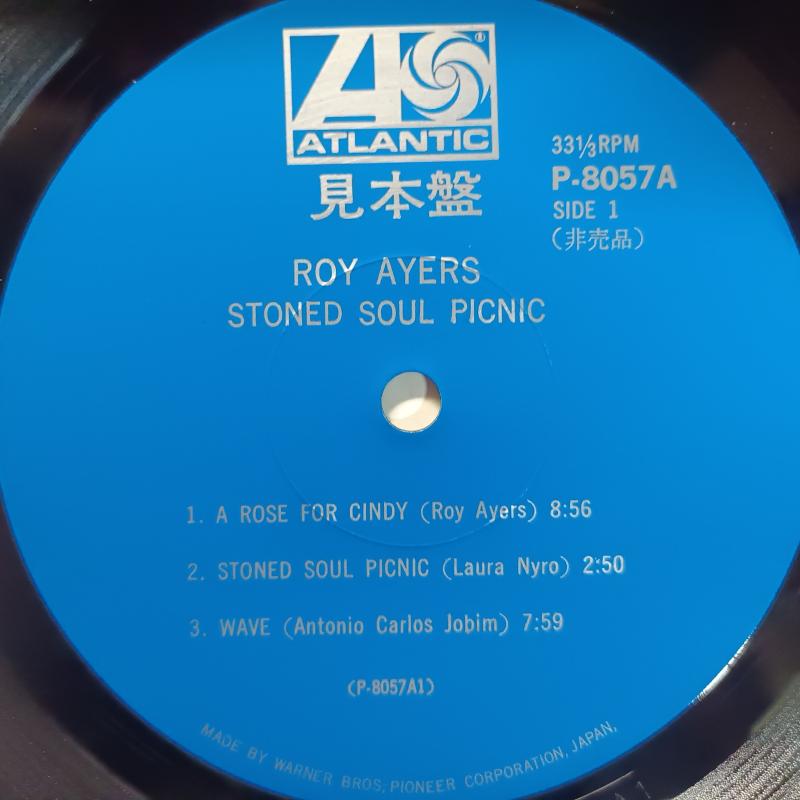 ATLANTIC
®
見本盤
33⅓RPM
P-8057A
SIDE 1
(非売品)
ROY AYERS
STONED SOUL PICNIC
1. A ROSE FOR CINDY (Roy Ayers) 8:56
2. STONED SOUL PICNIC (Laura Nyro) 2:50
3. WAVE (Antonio Carlos Jobim) 7:59
(P-8057A1)
MADE BY WARNER BROS, PIONEER CORPORATION, JAPAN,